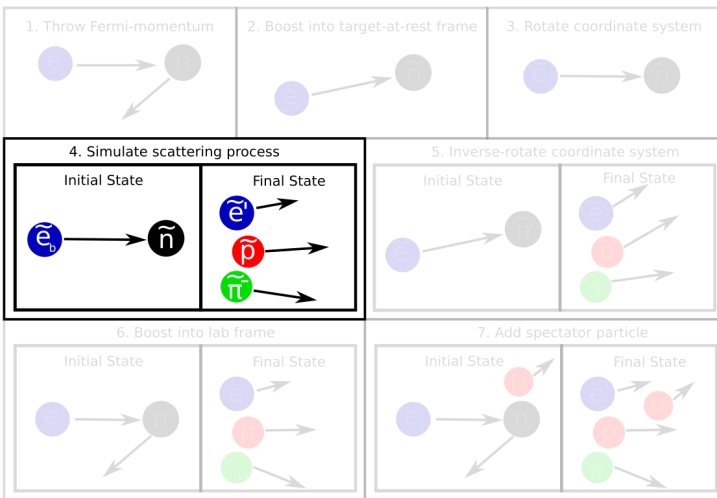 1. Throw Fermi-momentum
2. Boost into target-at-rest frame
3. Rotate coordinate system
e n
ẽ ñ
ẽ ñ
4. Simulate scattering process
Initial State
Final State
ẽ_b ñ
ẽ'
p̃
π̃⁻
5. Inverse-rotate coordinate system
Initial State
Final State
6. Boost into lab frame
Initial State
Final State
e n
e'
p
7. Add spectator particle
Initial State
Final State
e n
e'
p